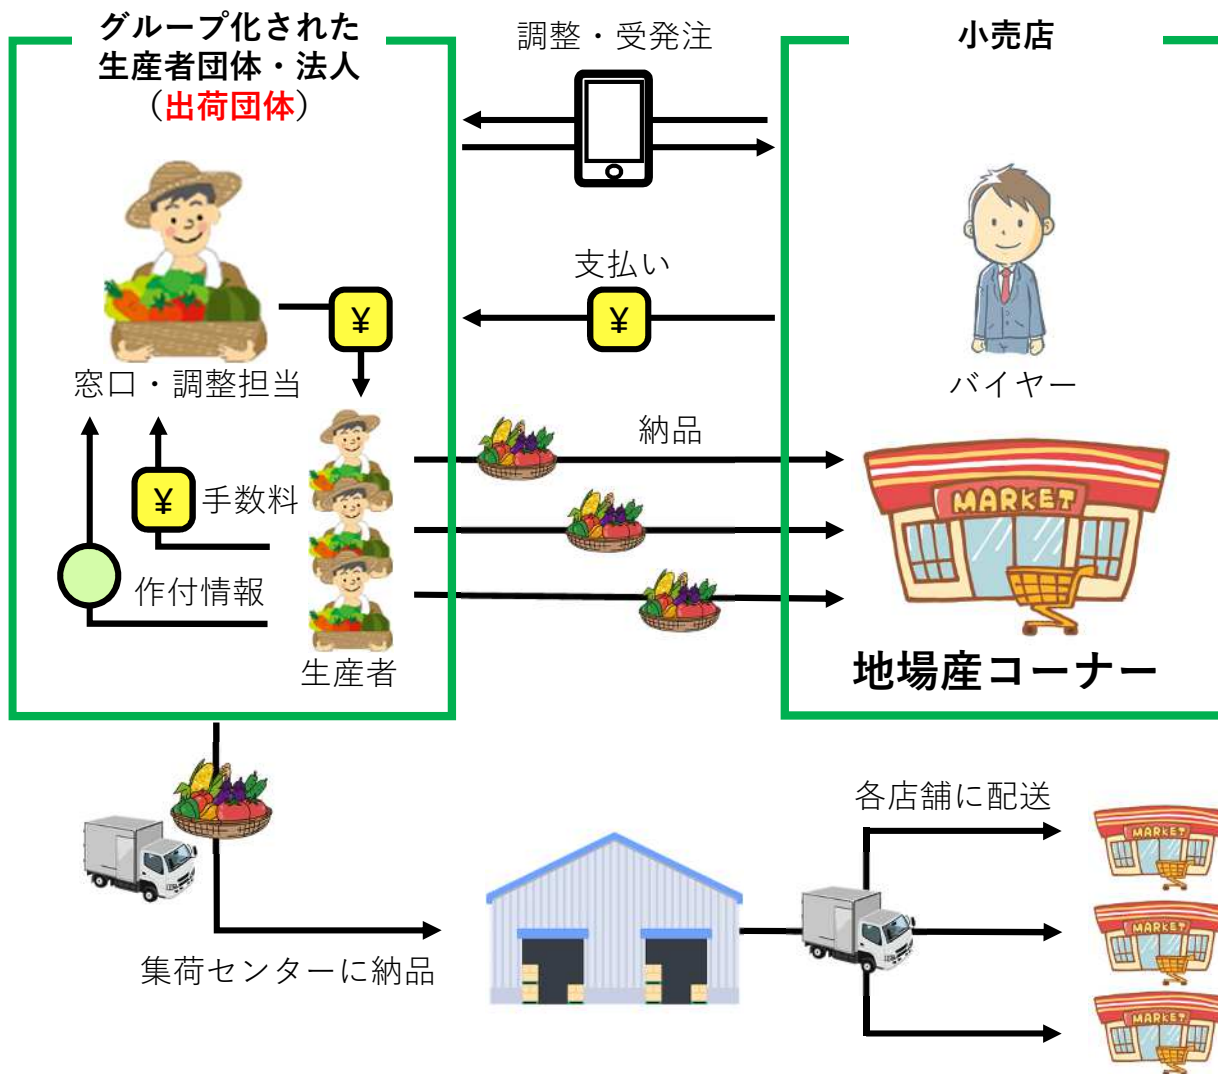 グループ化された
生産者団体・法人
（出荷団体）
調整・受発注
小売店
支払い
¥
¥
窓口・調整担当
バイヤー
納品
¥
手数料
MARKET
作付情報
生産者
地場産コーナー
各店舗に配送
MARKET
MARKET
集荷センターに納品
MARKET